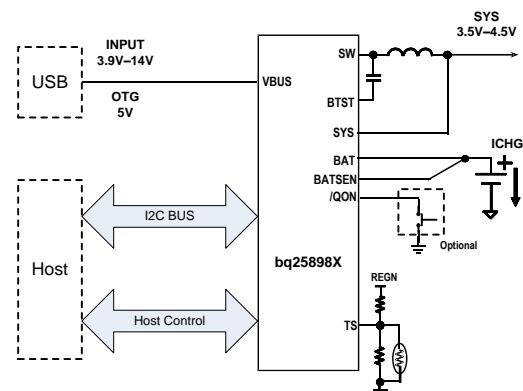 SYS
3.5V–4.5V
INPUT
3.9V–14V
SW
USB
VBUS
OTG
5V
BTST
SYS
ICHG
BAT
+
BATSEN
/QON
I2C BUS
Optional
Host
bq25898X
REGN
Host Control
TS